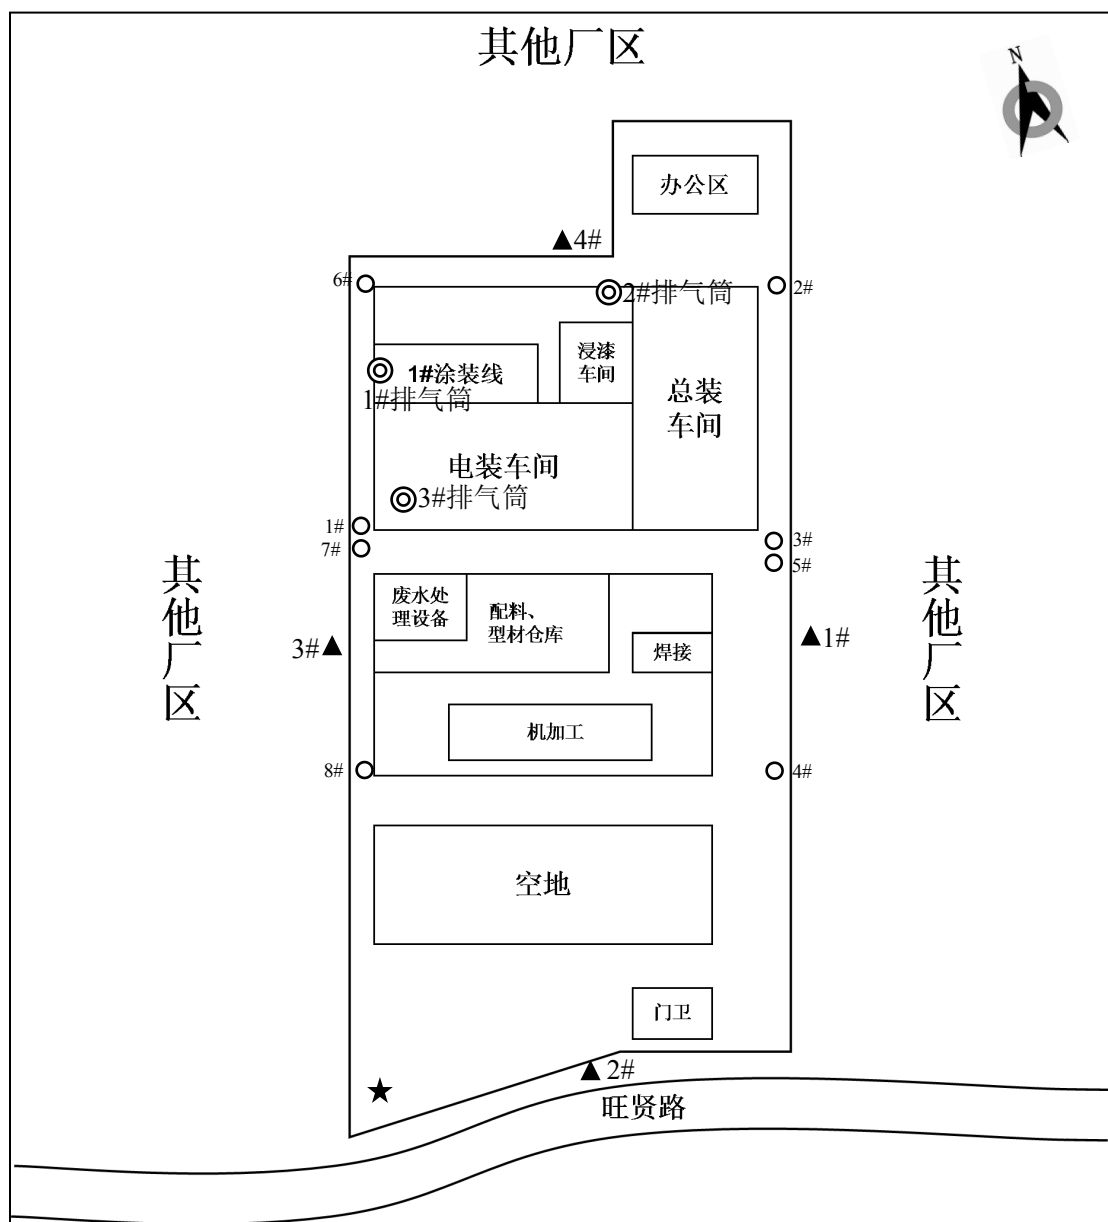 其他厂区
N
办公区
▲4#
6#
2#排气筒
2#
浸漆
车间
1#涂装线
1#排气筒
总装
车间
电装车间
3#排气筒
1#
7#
3#
5#
其他厂区
其他厂区
废水处
理设备
配料、
型材仓库
焊接
3#▲
▲1#
机加工
8#
4#
空地
门卫
▲2#
★
旺贤路